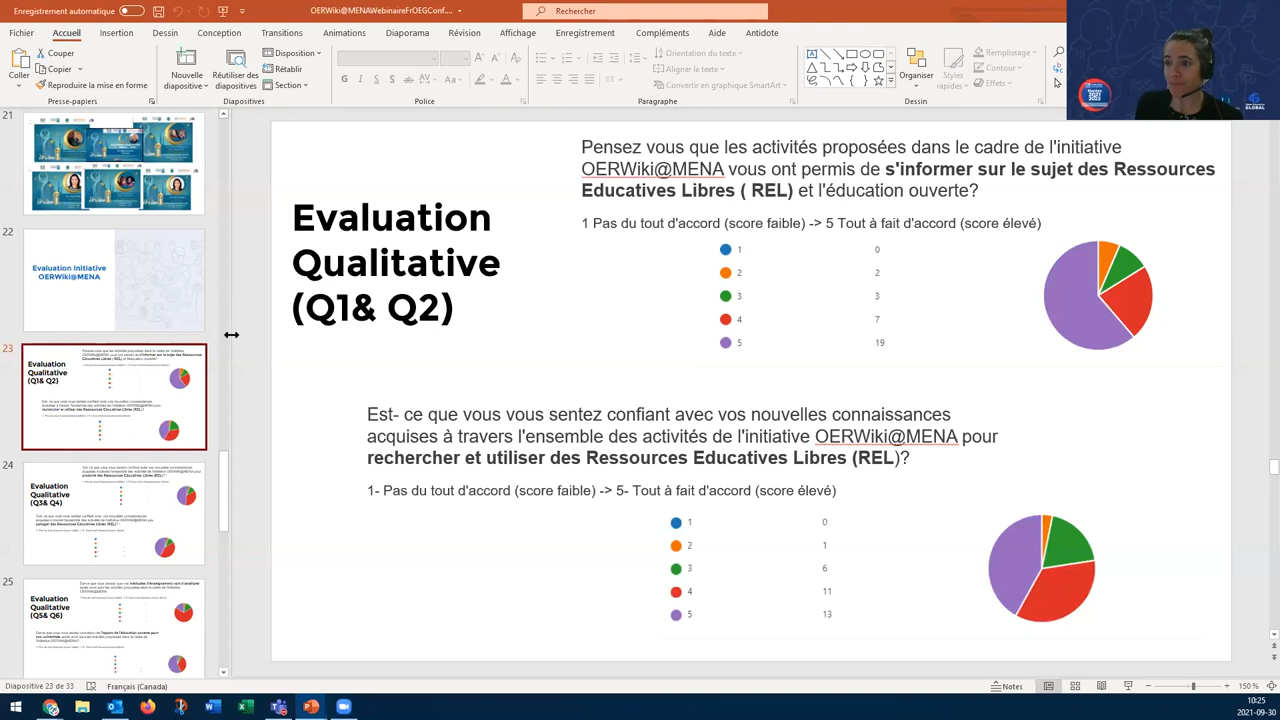 Enregistrement automatique
OERWiki@MENAWebinaireFrOEGConf....
Rechercher
Fichier Accueil Insertion Dessin Conception Transitions Animations Diaporama Révision Affichage Enregistrement Compléments Aide Antidote
Coller
Couper
Copier
Reproduire la mise en forme
Presse-papiers
Nouvelle
diapositive
Réutiliser des
diapositives
Disposition
Rétablir
Section
Diapositives
G I S S ab AV Aa
Police
Orientation du texte
Aligner le texte
Convertir en graphique SmartArt
Paragraphe
Organiser
Styles
rapides
Remplissage
Contour
Effets
Dessin
GLOBAL
21
22
Evaluation Initiative
OERWiki@MENA
23
Evaluation
Qualitative
(Q1& Q2)
24
Evaluation
Qualitative
(Q3& Q4)
25
Evaluation
Qualitative
(Q5& Q6)
Evaluation
Qualitative
(Q1& Q2)
Pensez vous que les activités proposées dans le cadre de l'initiative
OERWiki@MENA vous ont permis de s'informer sur le sujet des Ressources
Educatives Libres ( REL) et l'éducation ouverte?
1 Pas du tout d'accord (score faible) -> 5 Tout à fait d'accord (score élevé)
1 0
2 2
3 3
4 7
5 19
Est- ce que vous vous sentez confiant avec vos nouvelles connaissances
acquises à travers l'ensemble des activités de l'initiative OERWiki@MENA pour
rechercher et utiliser des Ressources Educatives Libres (REL)?
1- Pas du tout d'accord (score faible) -> 5- Tout à fait d'accord (score élevé)
1
2 1
3 6
4
5 13
Diapositive 23 de 33
Français (Canada)
Notes
150 %
10:25
2021-09-30